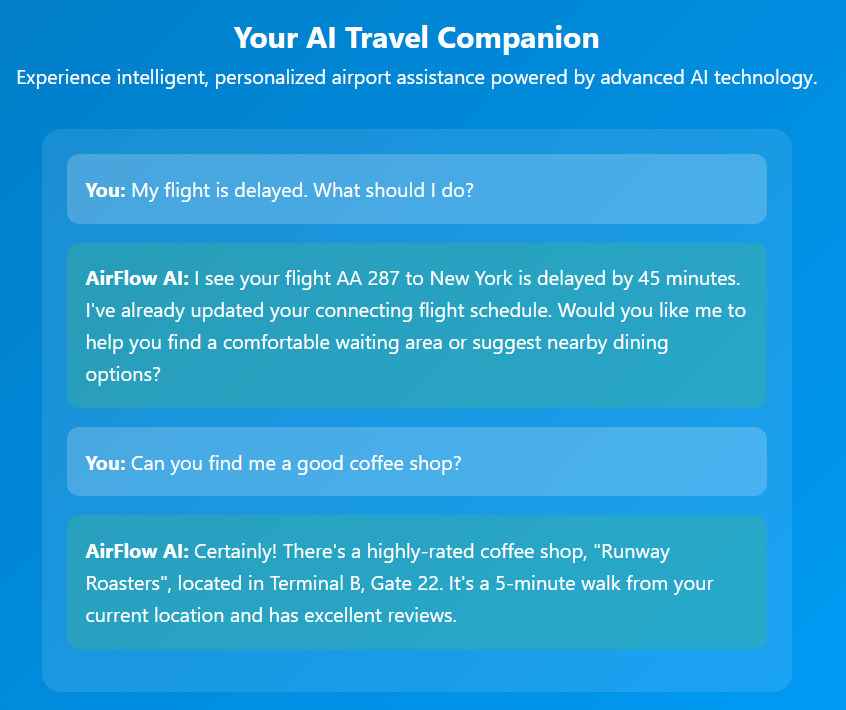 Your AI Travel Companion
Experience intelligent, personalized airport assistance powered by advanced AI technology.
You: My flight is delayed. What should I do?
AirFlow AI: I see your flight AA 287 to New York is delayed by 45 minutes.
I've already updated your connecting flight schedule. Would you like me to
help you find a comfortable waiting area or suggest nearby dining
options?
You: Can you find me a good coffee shop?
AirFlow AI: Certainly! There's a highly-rated coffee shop, "Runway
Roasters", located in Terminal B, Gate 22. It's a 5-minute walk from your
current location and has excellent reviews.